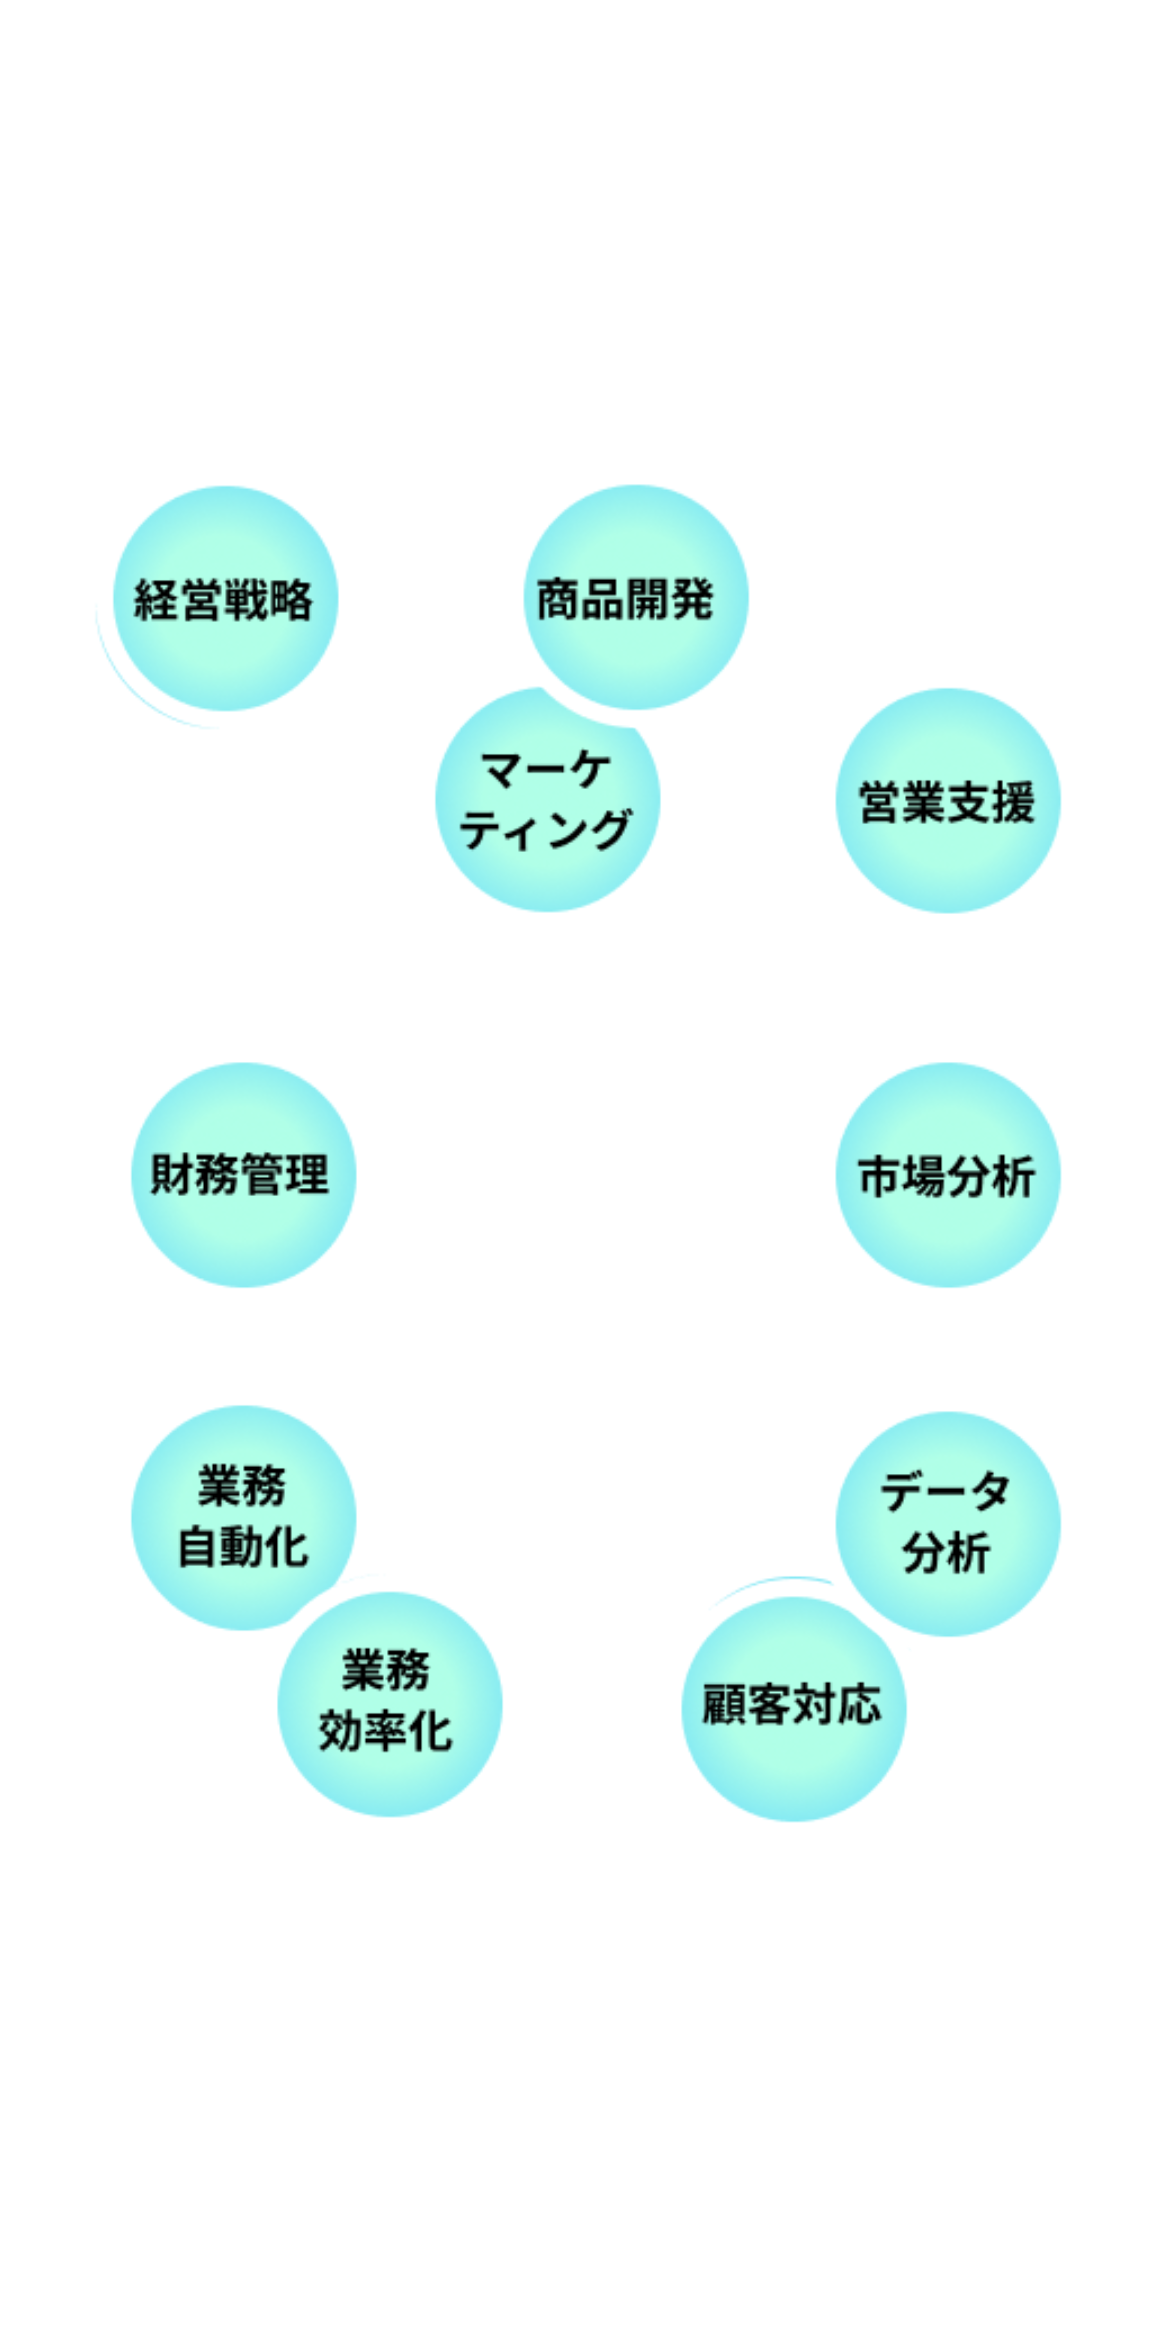 経営戦略
商品開発
マーケ
ティング
営業支援
財務管理
市場分析
業務
自動化
データ
分析
業務
効率化
顧客対応